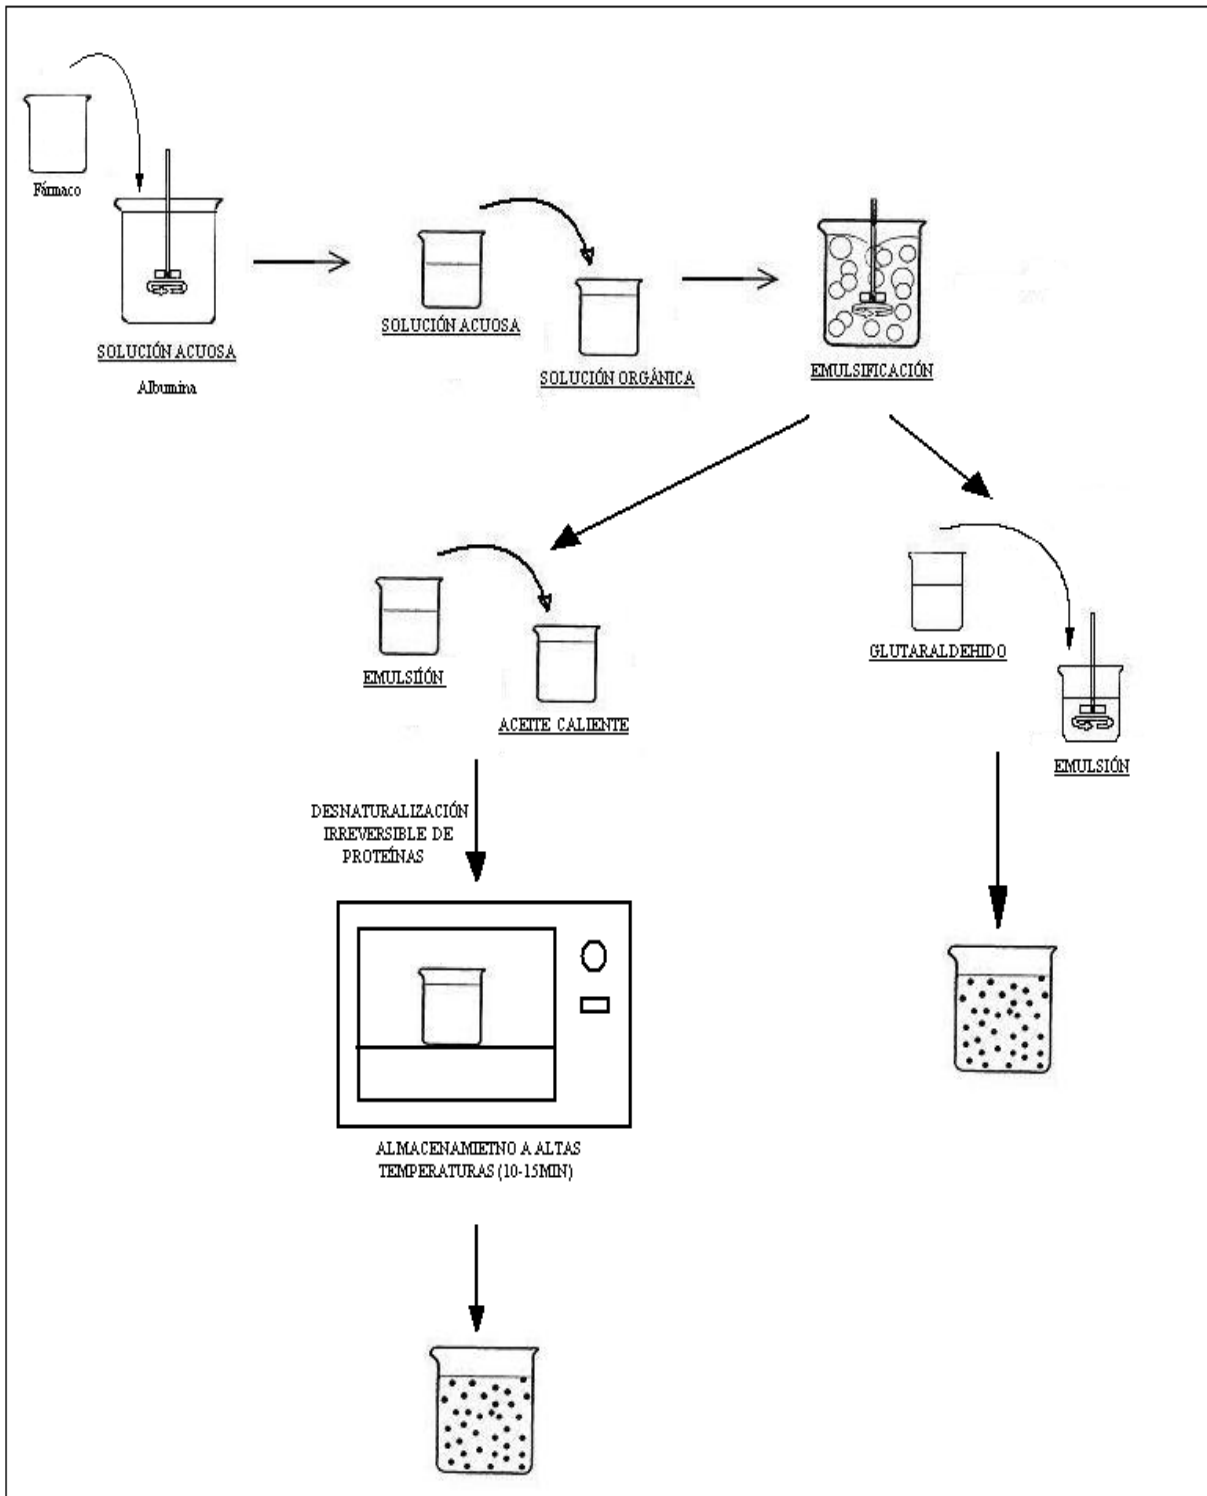 Fármaco
SOLUCIÓN ACUOSA
Albumina
SOLUCIÓN ACUOSA
SOLUCIÓN ORGÁNICA
EMULSIFICACIÓN
EMULSIÍÓN
ACEITE CALIENTE
GLUTARALDEHIDO
EMULSIÓN
DESNATURALIZACIÓN
IRREVERSIBLE DE
PROTEÍNAS
ALMACENAMIETNO A ALTAS
TEMPERATURAS (10-15MIN)